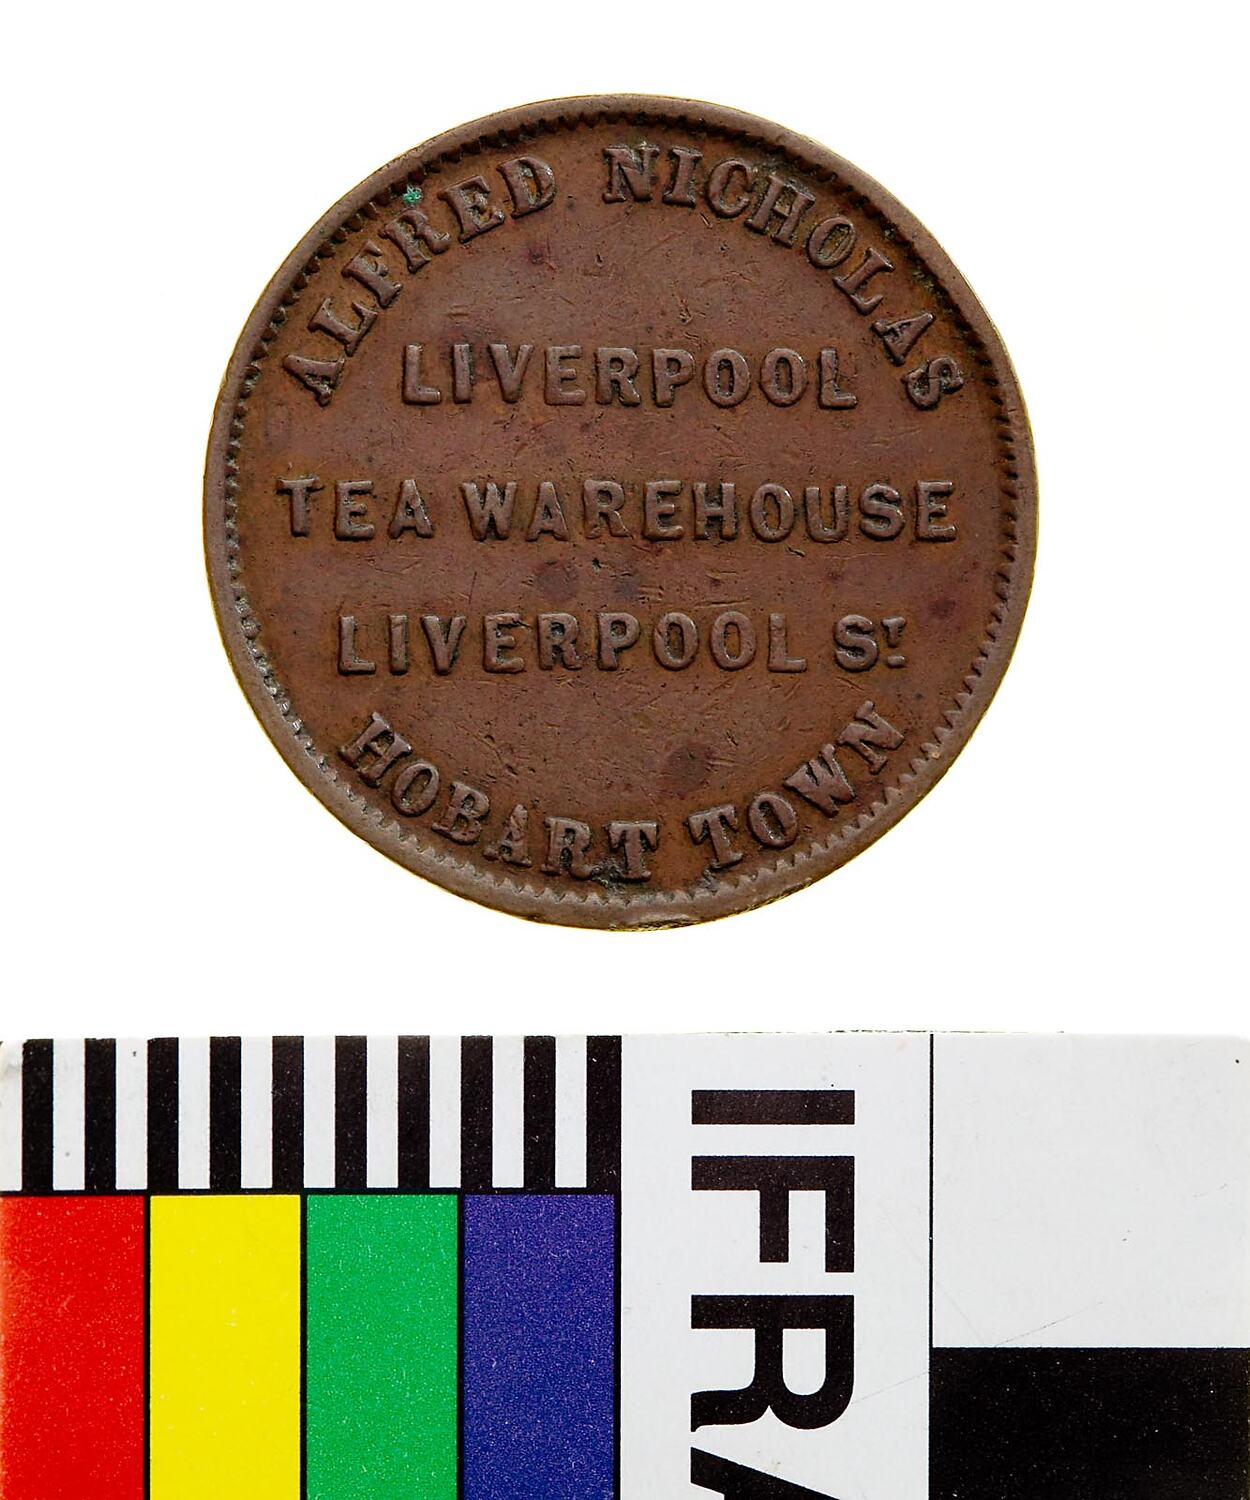 ALFRED NICHOLAS
LIVERPOOL
TEA WAREHOUSE
LIVERPOOL ST
HOBART TOWN
IFRA